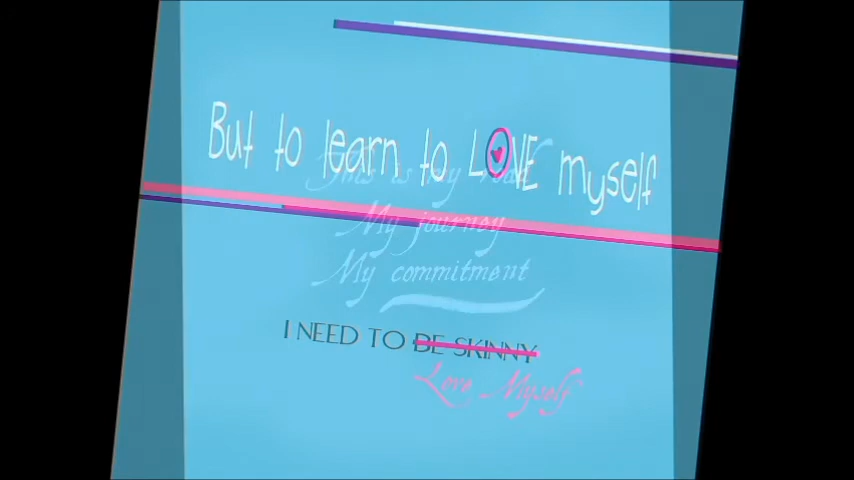 But to learn to LOVE myself
This is my road
My journey
My commitment
I NEED TO BE SKINNY
Love Myself